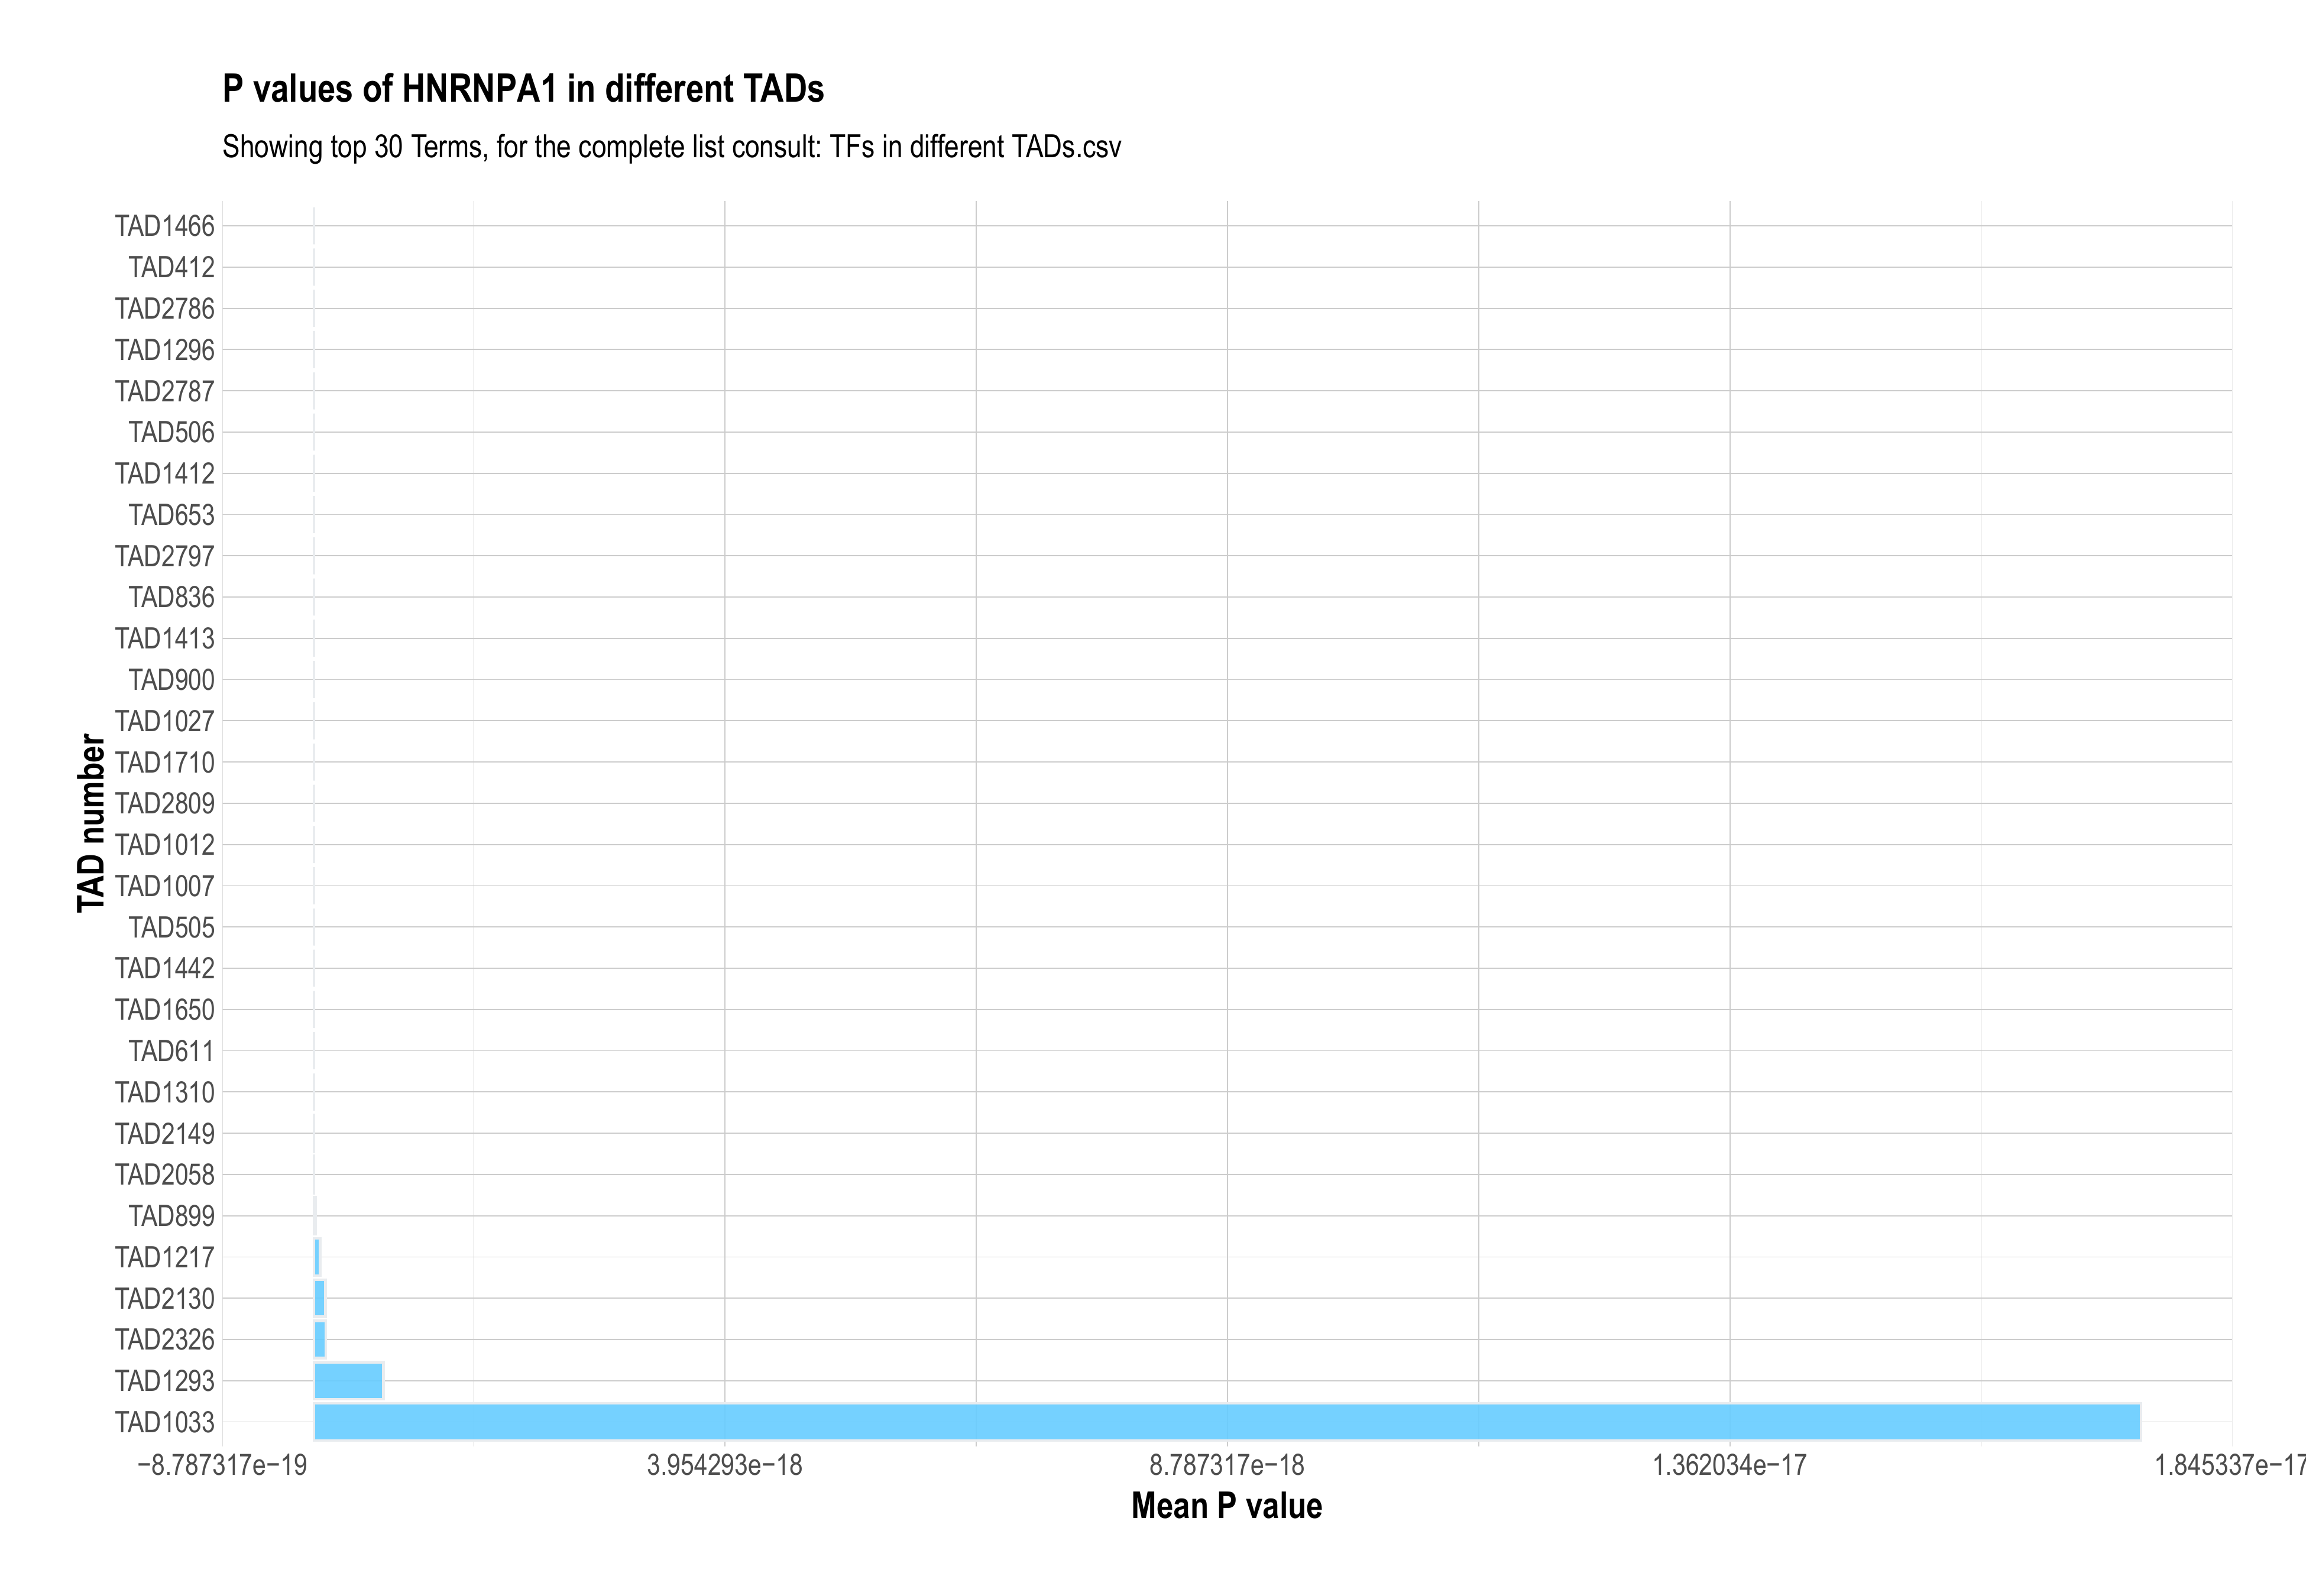 P values of HNRNPA1 in different TADs
Showing top 30 Terms, for the complete list consult: TFs in different TADs.csv
TAD number
TAD1466
TAD412
TAD2786
TAD1296
TAD2787
TAD506
TAD1412
TAD653
TAD2797
TAD836
TAD1413
TAD900
TAD1027
TAD1710
TAD2809
TAD1012
TAD1007
TAD505
TAD1442
TAD1650
TAD611
TAD1310
TAD2149
TAD2058
TAD899
TAD1217
TAD2130
TAD2326
TAD1293
TAD1033
−8.787317e−19 3.954293e−18 8.787317e−18 1.362034e−17 1.845337e−17
Mean P value